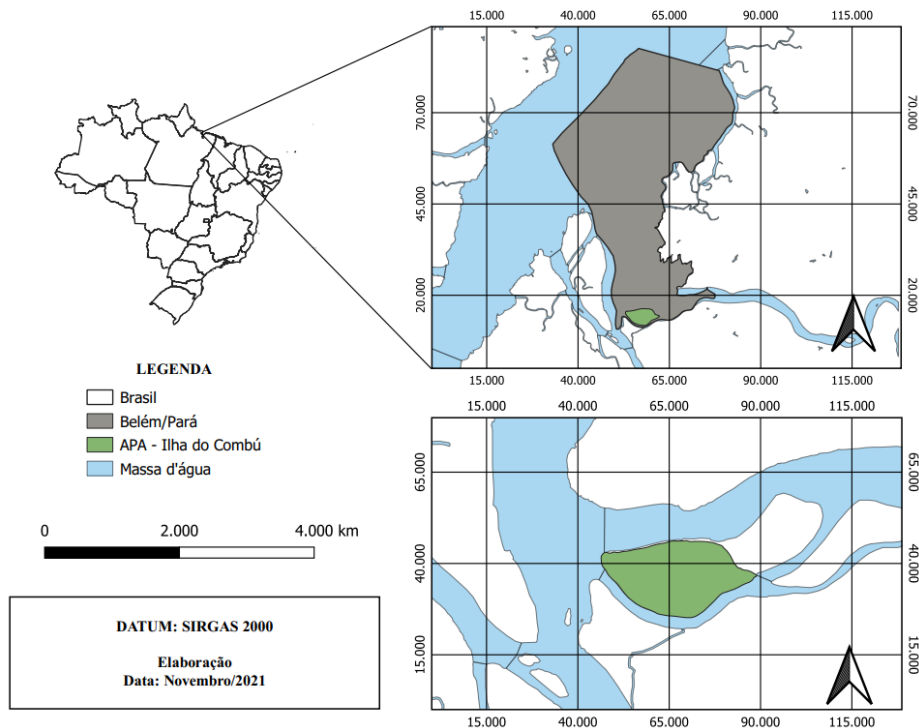 15.000 40.000 65.000 90.000 115.000
70.000 70.000
45.000 45.000
20.000 20.000
15.000 40.000 65.000 90.000 115.000
LEGENDA
Brasil
Belém/Pará
APA - Ilha do Combú
Massa d'água
0 2.000 4.000 km
DATUM: SIRGAS 2000
Elaboração
Data: Novembro/2021
15.000 40.000 65.000 90.000 115.000
65.000 65.000
40.000 40.000
15.000 15.000
15.000 40.000 65.000 90.000 115.000